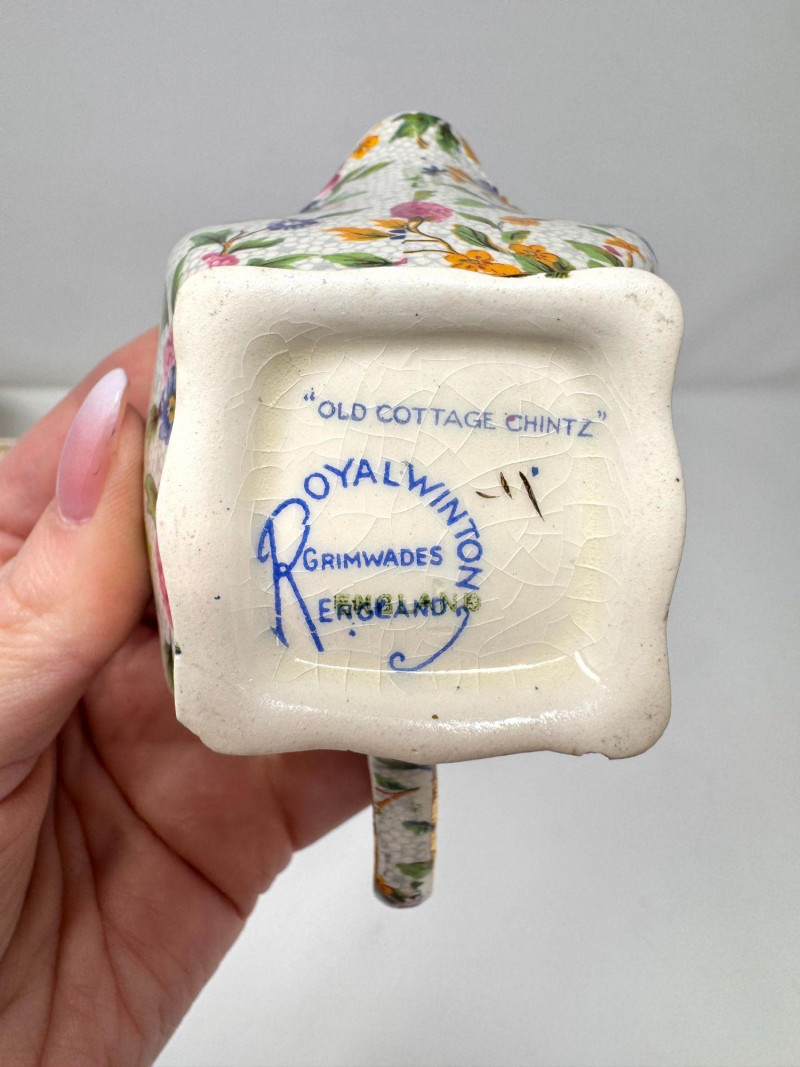 "OLD COTTAGE CHINTZ"
ROYAL WINTON
GRIMWADES
ENGLAND
ENGLAND